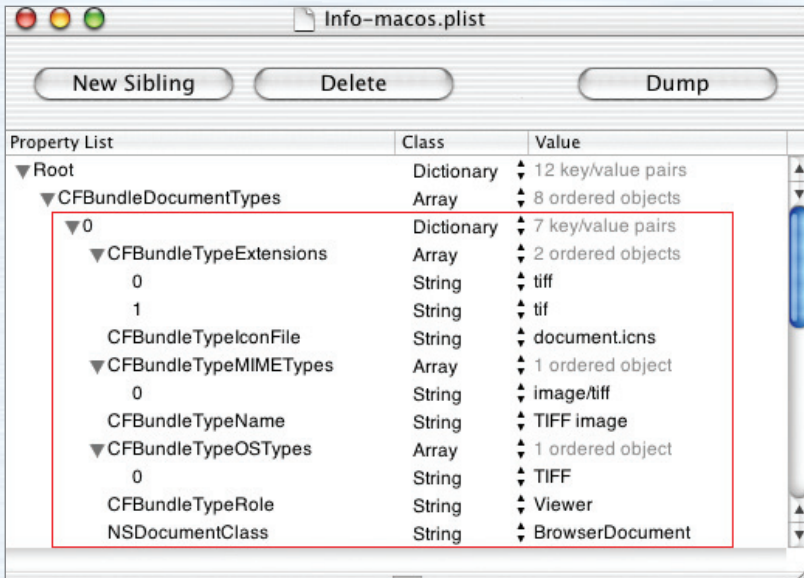 Info-macos.plist
New Sibling Delete Dump
Property List Class Value
Root Dictionary 12 key/value pairs
CFBundleDocumentTypes Array 8 ordered objects
0 Dictionary 7 key/value pairs
CFBundleTypeExtensions Array 2 ordered objects
0 String tiff
1 String tif
CFBundleTypeIconFile String document.icns
CFBundleTypeMIMETypes Array 1 ordered object
0 String image/tiff
CFBundleTypeName String TIFF image
CFBundleTypeOSTypes Array 1 ordered object
0 String TIFF
CFBundleTypeRole String Viewer
NSDocumentClass String BrowserDocument